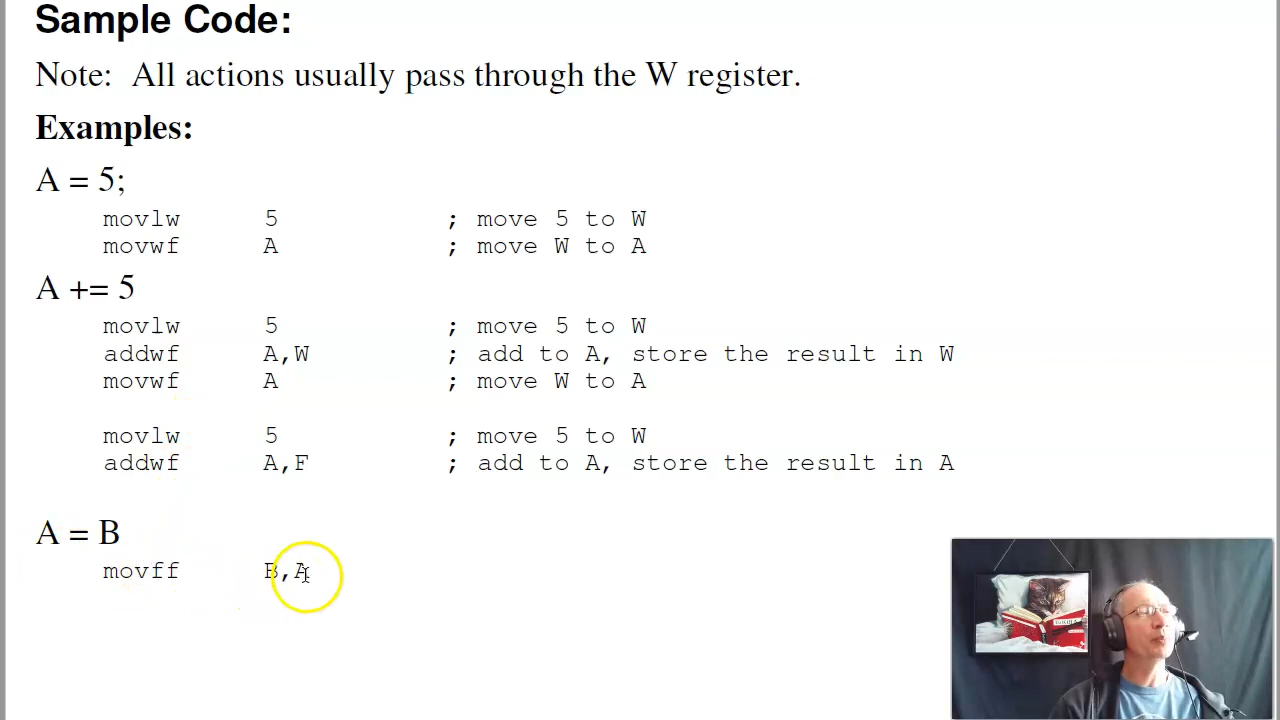 Sample Code:
Note: All actions usually pass through the W register.
Examples:
A = 5;
movlw 5 ; move 5 to W
movwf A ; move W to A
A += 5
movlw 5 ; move 5 to W
addwf A,W ; add to A, store the result in W
movwf A ; move W to A
movlw 5 ; move 5 to W
addwf A,F ; add to A, store the result in A
A = B
movff B,A